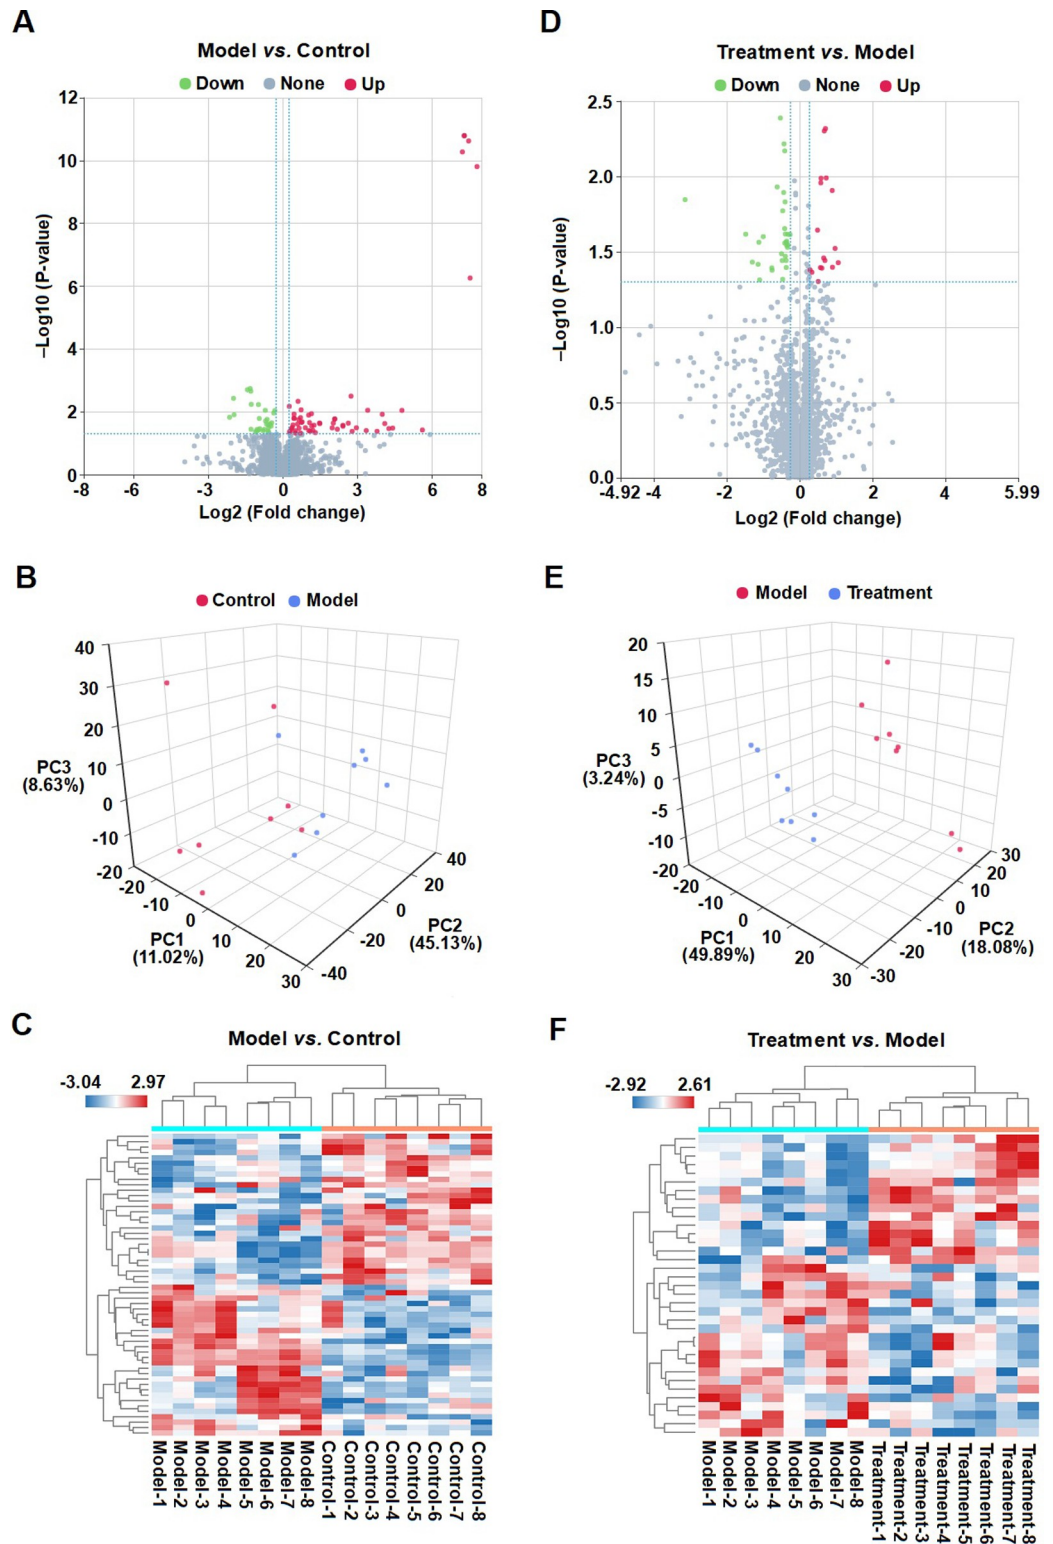 A
Model vs. Control
Down None Up
12
10
8
6
4
2
0
−Log10 (P-value)
-8 -6 -3 0 3 6 8
Log2 (Fold change)
D
Treatment vs. Model
Down None Up
2.5
2.0
1.5
1.0
0.5
0.0
−Log10 (P-value)
-4.92 -4 -2 0 2 4 5.99
Log2 (Fold change)
B
Control Model
40
30
20
10
0
-10
-20
PC3
(8.63%)
-20
-10
0
10
20
30
PC1
(11.02%)
40
20
0
-20
-40
PC2
(45.13%)
E
Model Treatment
20
15
10
5
0
-5
-10
-20
PC3
(3.24%)
-20
-10
0
10
20
30
PC1
(49.89%)
30
20
10
0
-10
-20
-30
PC2
(18.08%)
C
Model vs. Control
-3.04 2.97
Model-1
Model-2
Model-3
Model-4
Model-5
Model-6
Model-7
Model-8
Control-1
Control-2
Control-3
Control-4
Control-5
Control-6
Control-7
Control-8
F
Treatment vs. Model
-2.92 2.61
Model-1
Model-2
Model-3
Model-4
Model-5
Model-6
Model-7
Model-8
Treatment-1
Treatment-2
Treatment-3
Treatment-4
Treatment-5
Treatment-6
Treatment-7
Treatment-8